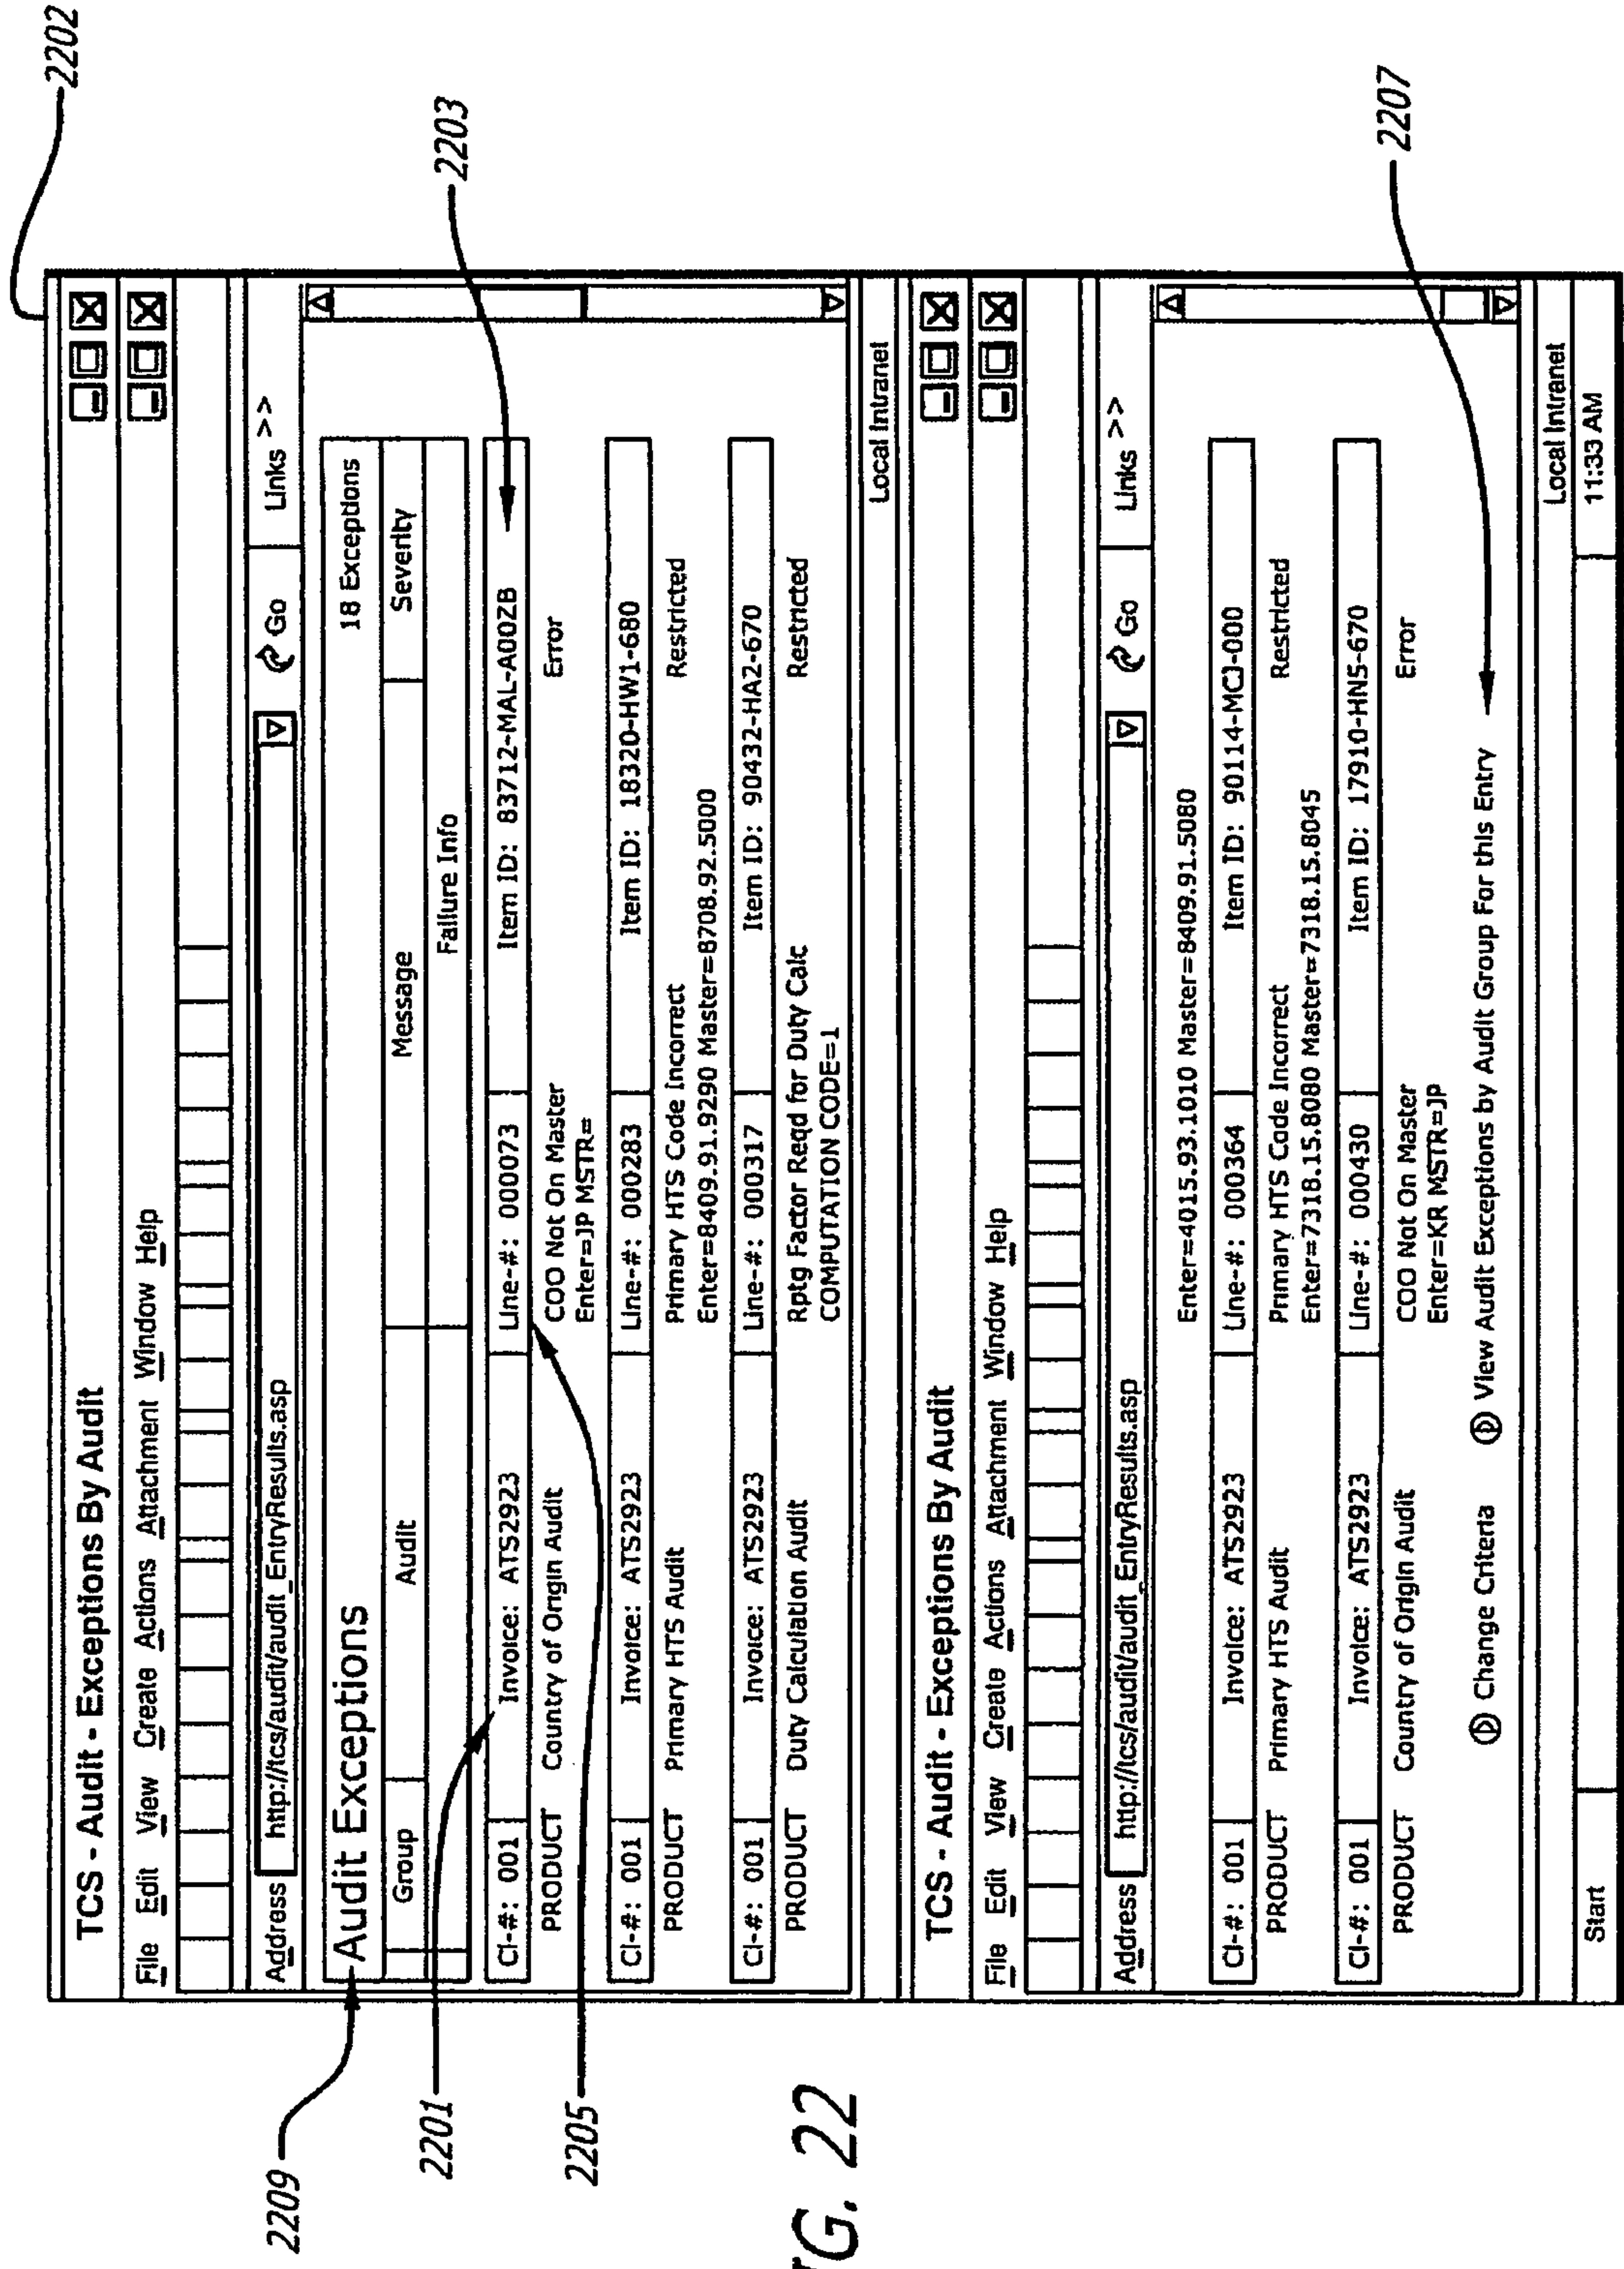 2202
TCS - Audit - Exceptions By Audit
File Edit View Create Actions Attachment Window Help
Address http://tcs/audit/audit_EntryResults.asp Go Links >>
2209
Audit Exceptions 18 Exceptions
Group Audit Message Severity
Failure Info
2201
2203
CI-#: 001 Invoice: ATS2923 Line-#: 000073 Item ID: 83712-MAL-A00ZB
PRODUCT Country of Origin Audit COO Not On Master Error
Enter=JP MSTR=
2205
CI-#: 001 Invoice: ATS2923 Line-#: 000283 Item ID: 18320-HW1-680
PRODUCT Primary HTS Audit Primary HTS Code Incorrect Restricted
Enter=8409.91.9290 Master=8708.92.5000
CI-#: 001 Invoice: ATS2923 Line-#: 000317 Item ID: 90432-HA2-670
PRODUCT Duty Calculation Audit Rptg Factor Reqd for Duty Calc Restricted
COMPUTATION CODE=1
Local Intranet
TCS - Audit - Exceptions By Audit
File Edit View Create Actions Attachment Window Help
Address http://tcs/audit/audit_EntryResults.asp Go Links >>
Enter=4015.93.1010 Master=8409.91.5080
CI-#: 001 Invoice: ATS2923 Line-#: 000364 Item ID: 90114-MCJ-000
PRODUCT Primary HTS Audit Primary HTS Code Incorrect Restricted
Enter=7318.15.8080 Master=7318.15.8045
CI-#: 001 Invoice: ATS2923 Line-#: 000430 Item ID: 17910-HN5-670
PRODUCT Country of Origin Audit COO Not On Master Error
Enter=KR MSTR=JP
Change Criteria View Audit Exceptions by Audit Group For this Entry
2207
Local Intranet
Start 11:33 AM
22